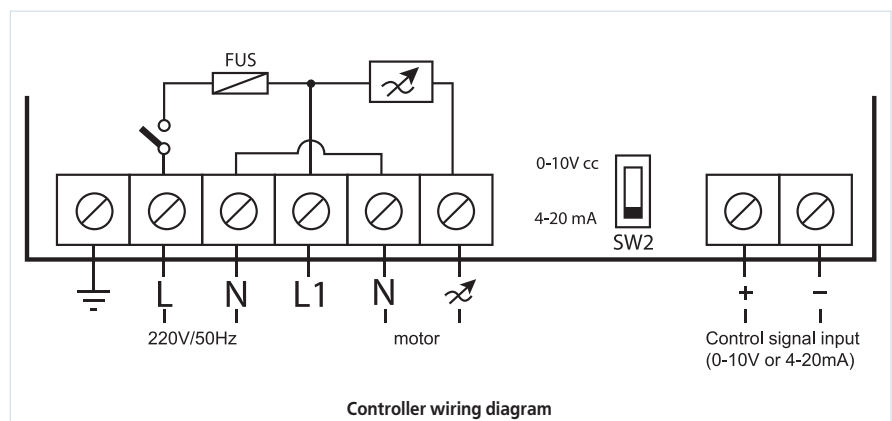 FUS
0-10V cc
4-20 mA
SW2
L N L1 N + −
220V/50Hz motor Control signal input
(0-10V or 4-20mA)
Controller wiring diagram